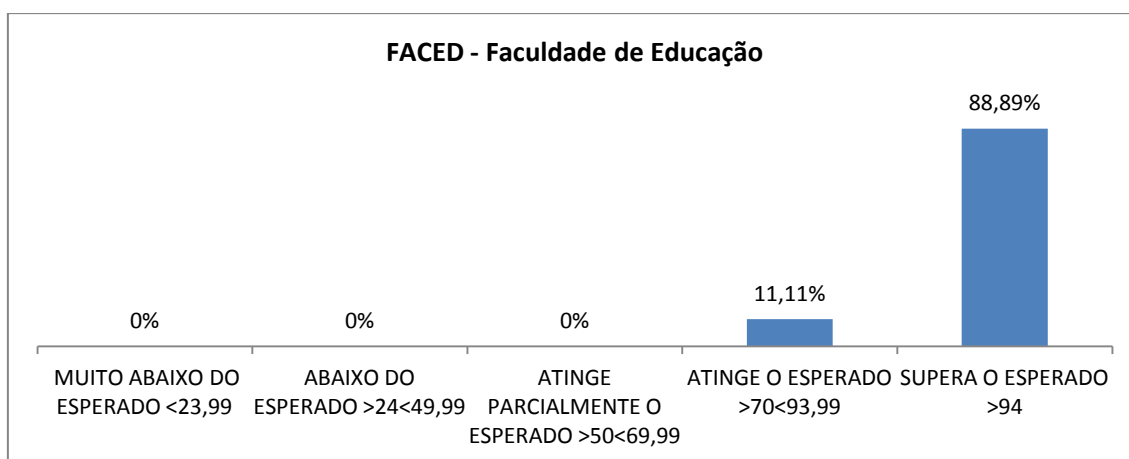 FACED - Faculdade de Educação
88,89%
11,11%
0%
0%
0%
MUITO ABAIXO DO
ESPERADO <23,99
ABAIXO DO
ESPERADO >24<49,99
ATINGE
PARCIALMENTE O
ESPERADO >50<69,99
ATINGE O ESPERADO
>70<93,99
SUPERA O ESPERADO
>94